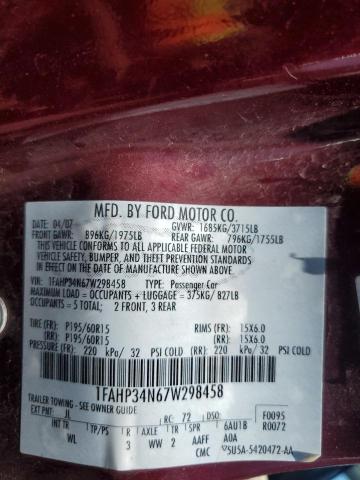 MFD. BY FORD MOTOR CO.
DATE: 04/07 GVWR: 1685KG/3715LB
FRONT GAWR: 896KG/1975LB REAR GAWR: 796KG/1755LB
THIS VEHICLE CONFORMS TO ALL APPLICABLE FEDERAL MOTOR
VEHICLE SAFETY, BUMPER, AND THEFT PREVENTION STANDARDS
IN EFFECT ON THE DATE OF MANUFACTURE SHOWN ABOVE.
VIN: 1FAHP34N67W298458 TYPE: Passenger Car
MAXIMUM LOAD = OCCUPANTS + LUGGAGE = 375KG/827LB
OCCUPANTS = 5 TOTAL; 2 FRONT, 3 REAR
TIRE (FR): P195/60R15 RIMS (FR): 15X6.0
(RR): P195/60R15 (RR): 15X6.0
PRESSURE (FR): 220 kPa/ 32 PSI COLD (RR): 220 kPa/ 32 PSI COLD
1FAHP34N67W298458
TRAILER TOWING - SEE OWNER GUIDE
EXT PNT: JL RC: 72 DSO: F0095
INT TR TP/PS R AXLE TR SPR 6AU1B R0072
WL 3 WW 2 AAFF A0A
CMC 5U5A-5420472-AA